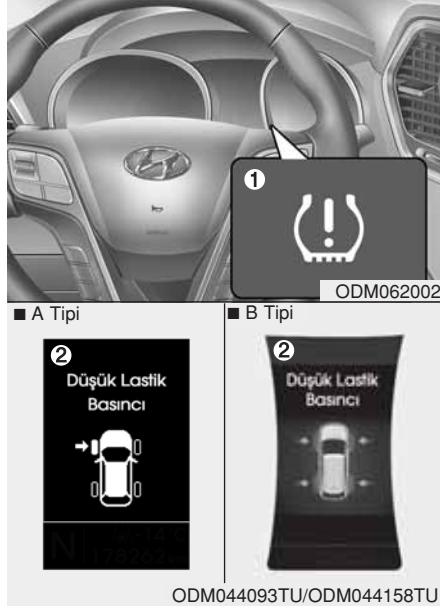 ①
ODM062002
■ A Tipi
■ B Tipi
②
Düşük Lastik
Basıncı
②
Düşük Lastik
Basıncı
ODM044093TU/ODM044158TU